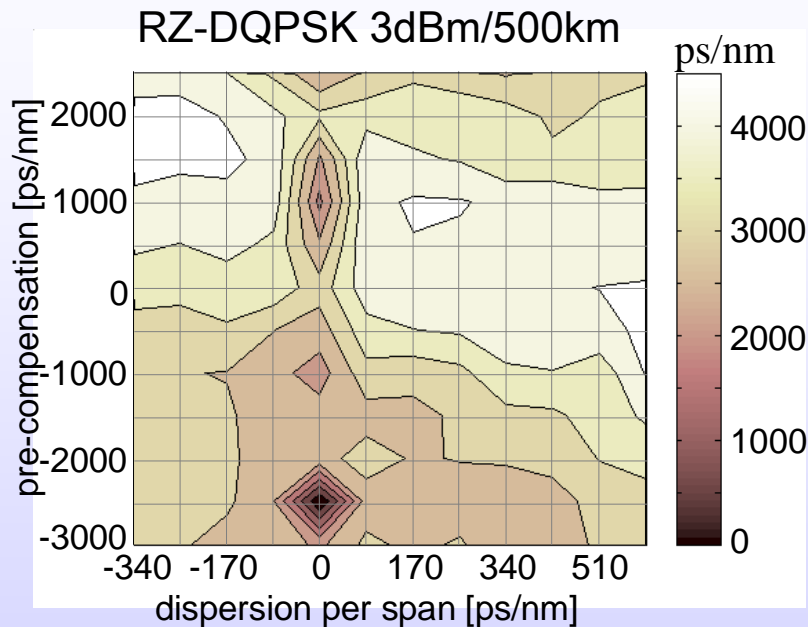 RZ-DQPSK 3dBm/500km
ps/nm
pre-compensation [ps/nm]
2000
1000
0
-1000
-2000
-3000
-340 -170 0 170 340 510
dispersion per span [ps/nm]
4000
3000
2000
1000
0